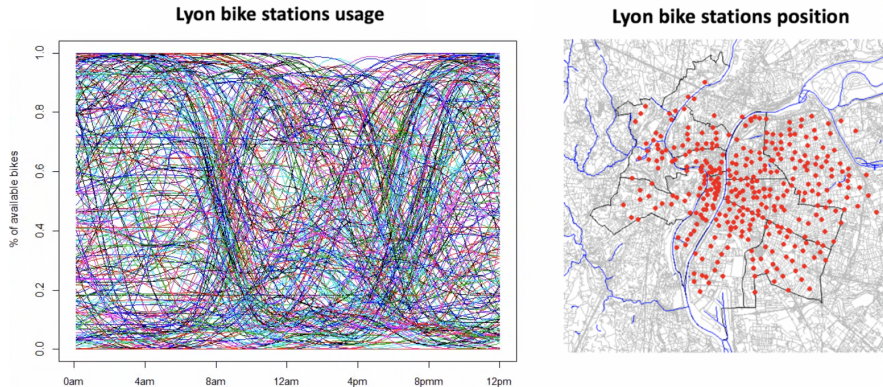 Lyon bike stations usage
Lyon bike stations position
% of available bikes
1.0
0.8
0.6
0.4
0.2
0.0
0am
4am
8am
12am
4pm
8pmm
12pm